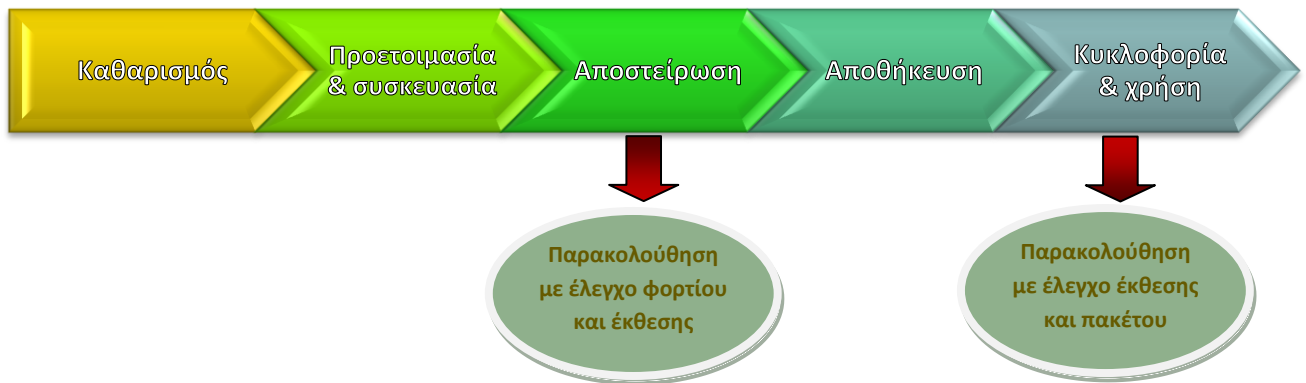 Καθαρισμός
Προετοιμασία
& συσκευασία
Αποστείρωση
Αποθήκευση
Κυκλοφορία
& χρήση
Παρακολούθηση
με έλεγχο φορτίου
και έκθεσης
Παρακολούθηση
με έλεγχο έκθεσης
και πακέτου